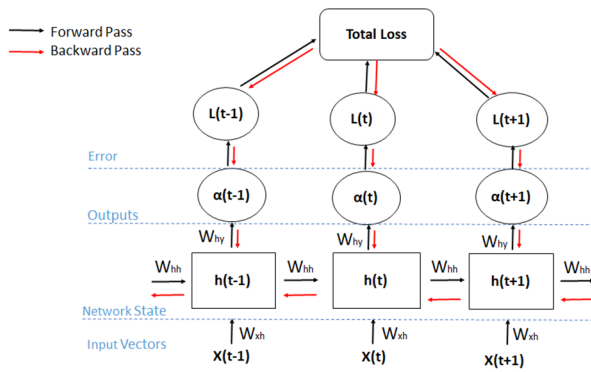 Forward Pass
Backward Pass
Total Loss
L(t-1) L(t) L(t+1)
Error
α(t-1) α(t) α(t+1)
Outputs
Why Why Why
Whh Whh Whh Whh
h(t-1) h(t) h(t+1)
Network State
Input Vectors
Wxh Wxh Wxh
X(t-1) X(t) X(t+1)